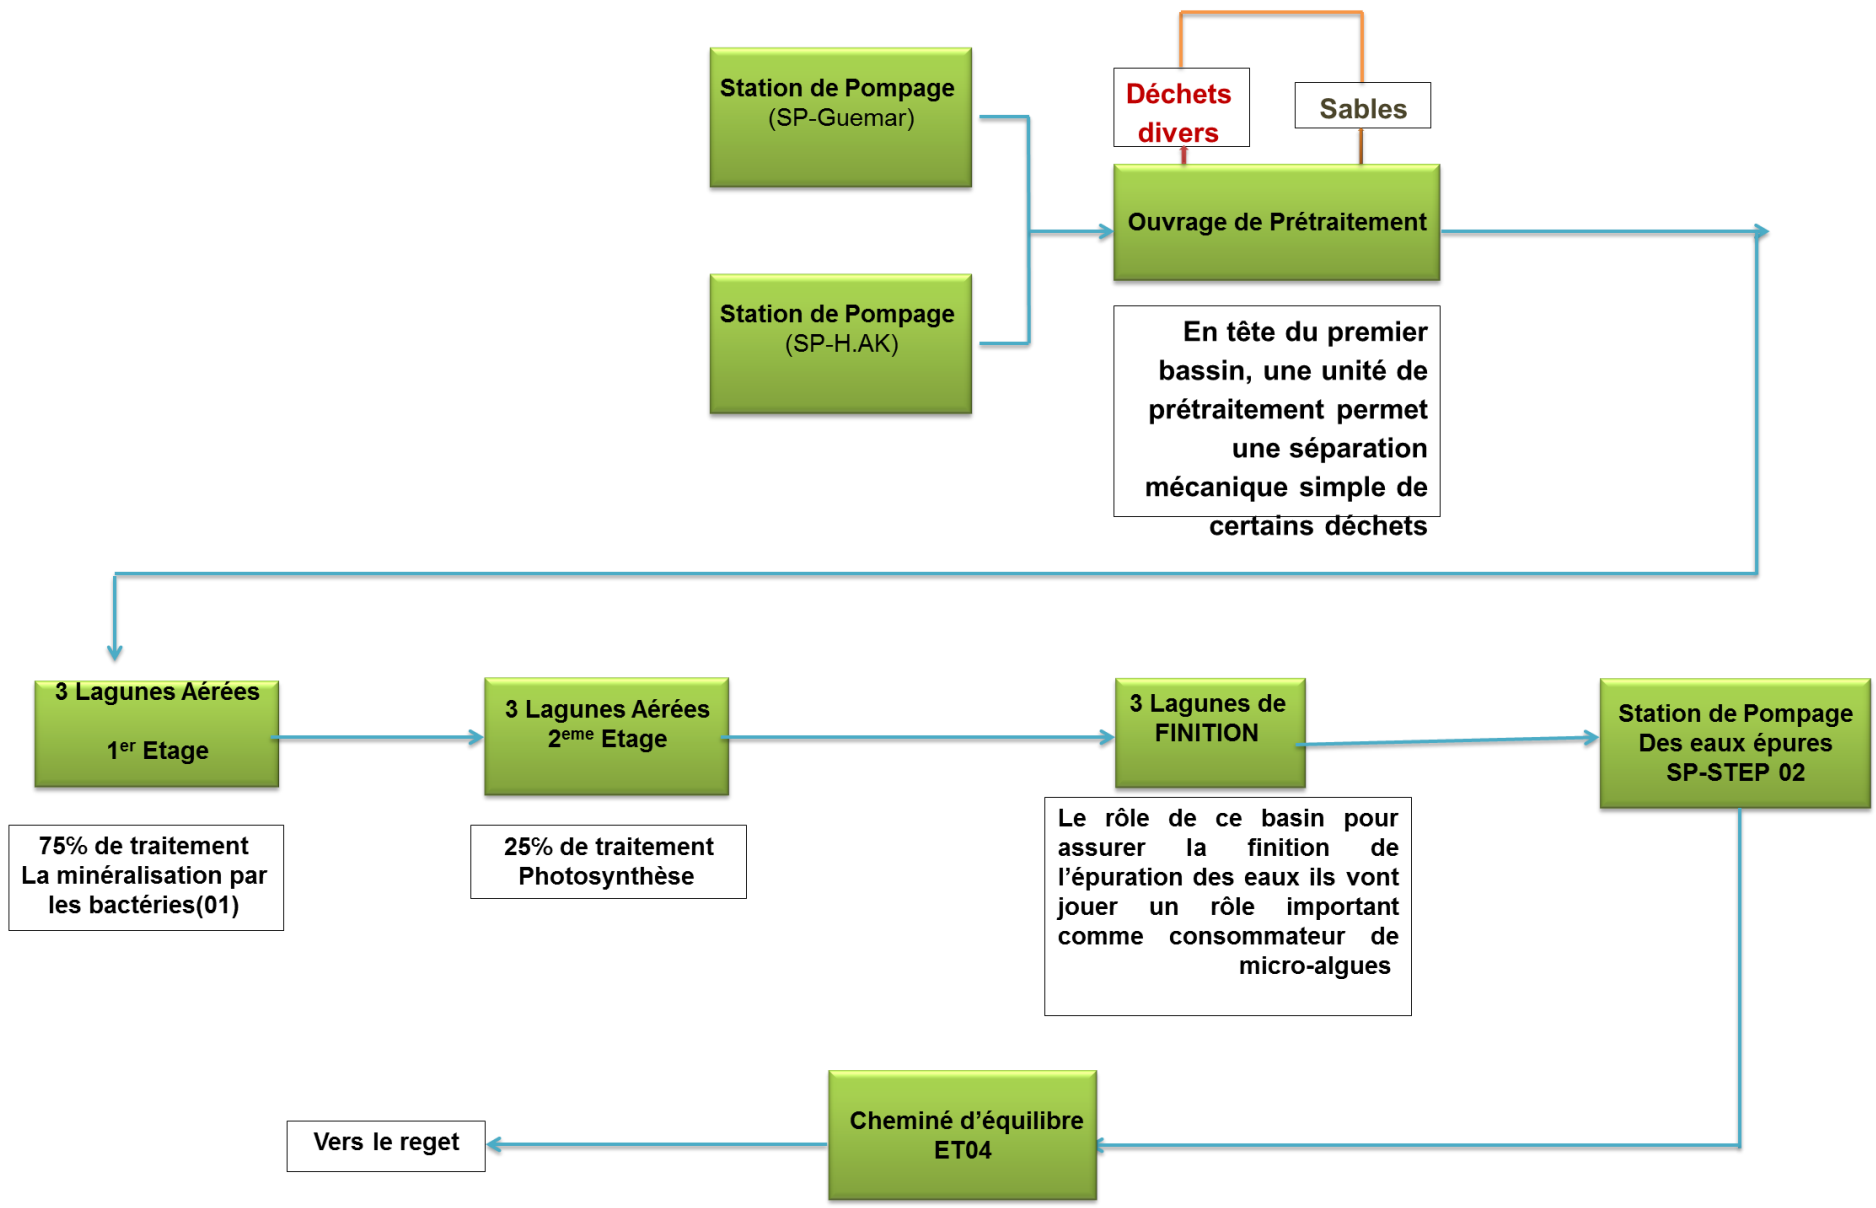 Station de Pompage
(SP-Guemar)
Déchets
divers
Sables
Ouvrage de Prétraitement
Station de Pompage
(SP-H.AK)
En tête du premier
bassin, une unité de
prétraitement permet
une séparation
mécanique simple de
certains déchets
3 Lagunes Aérées
1er Etage
3 Lagunes Aérées
2eme Etage
3 Lagunes de
FINITION
Station de Pompage
Des eaux épures
SP-STEP 02
75℅ de traitement
La minéralisation par
les bactéries(01)
25℅ de traitement
Photosynthèse
Le rôle de ce basin pour
assurer la finition de
l’épuration des eaux ils vont
jouer un rôle important
comme consommateur de
micro-algues
Cheminé d’équilibre
ET04
Vers le reget